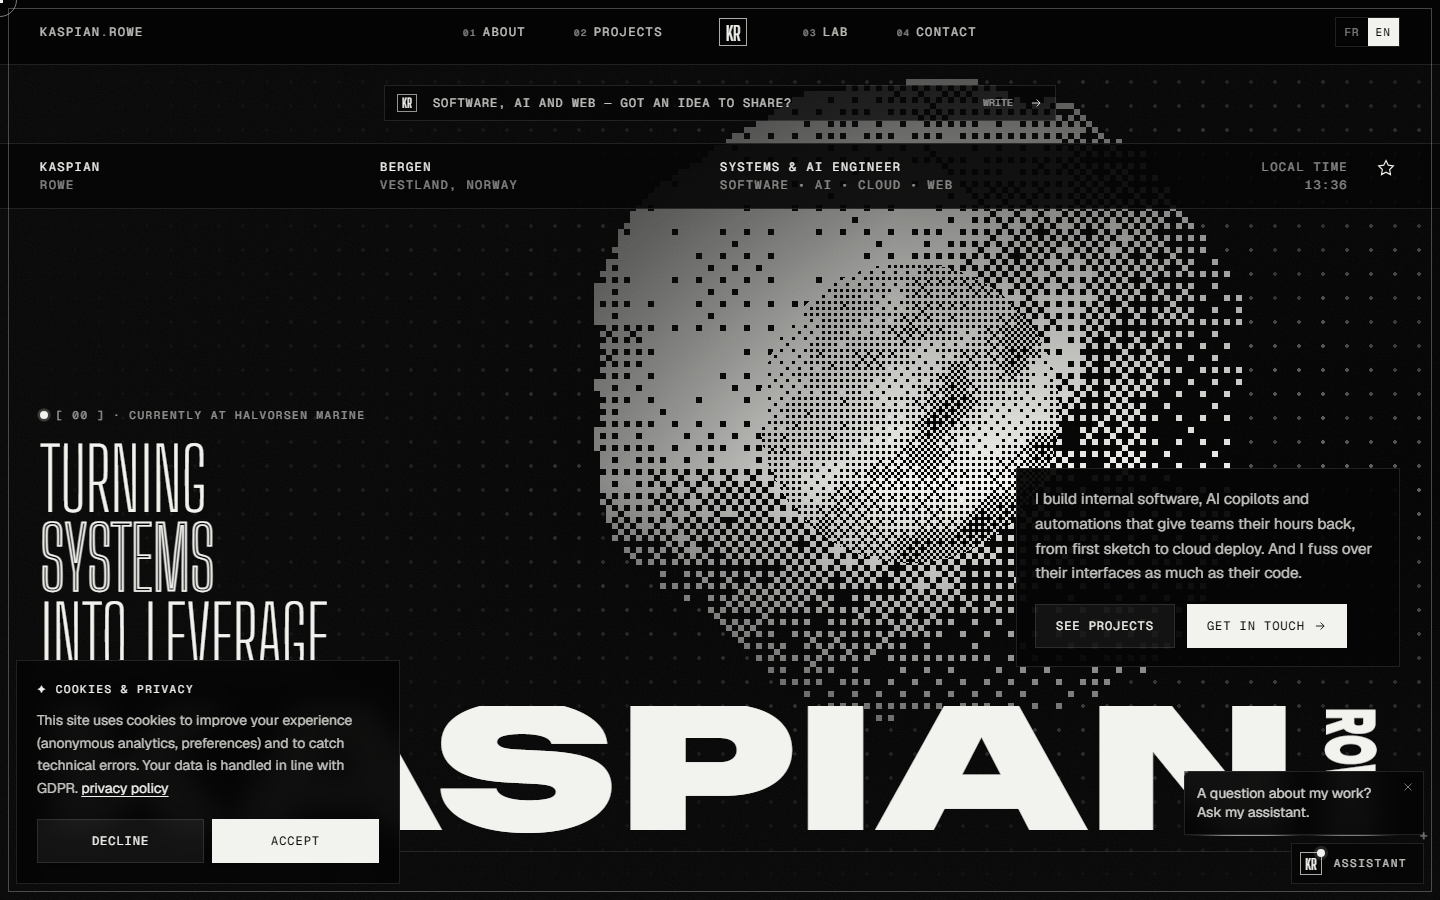 KASPIAN.ROWE
01 ABOUT
02 PROJECTS
KR
03 LAB
04 CONTACT
FR EN
KR SOFTWARE, AI AND WEB — GOT AN IDEA TO SHARE? WRITE →
KASPIAN
ROWE
BERGEN
VESTLAND, NORWAY
SYSTEMS & AI ENGINEER
SOFTWARE • AI • CLOUD • WEB
LOCAL TIME
13:36
[ 00 ] · CURRENTLY AT HALVORSEN MARINE
TURNING
SYSTEMS
INTO LEVERAGE
I build internal software, AI copilots and
automations that give teams their hours back,
from first sketch to cloud deploy. And I fuss over
their interfaces as much as their code.
SEE PROJECTS
GET IN TOUCH →
✦ COOKIES & PRIVACY
This site uses cookies to improve your experience
(anonymous analytics, preferences) and to catch
technical errors. Your data is handled in line with
GDPR. privacy policy
DECLINE
ACCEPT
ASPIAN
RO
A question about my work?
Ask my assistant.
KR ASSISTANT